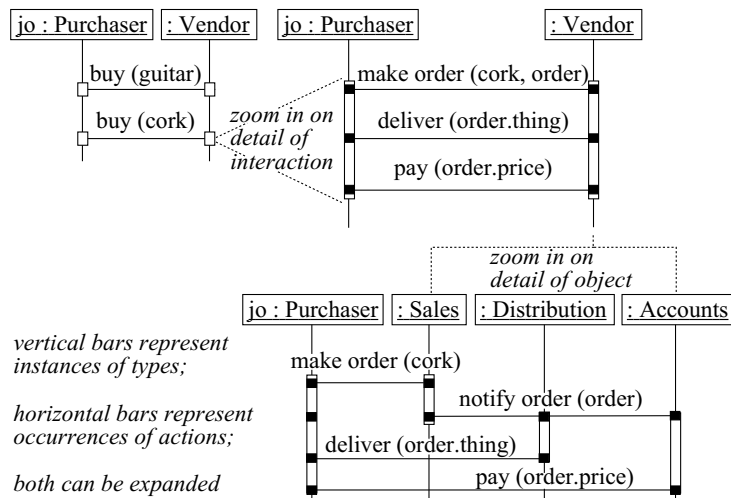 jo : Purchaser
: Vendor
buy (guitar)
buy (cork)
zoom in on
detail of
interaction
jo : Purchaser
: Vendor
make order (cork, order)
deliver (order.thing)
pay (order.price)
zoom in on
detail of object
jo : Purchaser
: Sales
: Distribution
: Accounts
vertical bars represent
instances of types;
make order (cork)
notify order (order)
horizontal bars represent
occurrences of actions;
deliver (order.thing)
both can be expanded
pay (order.price)